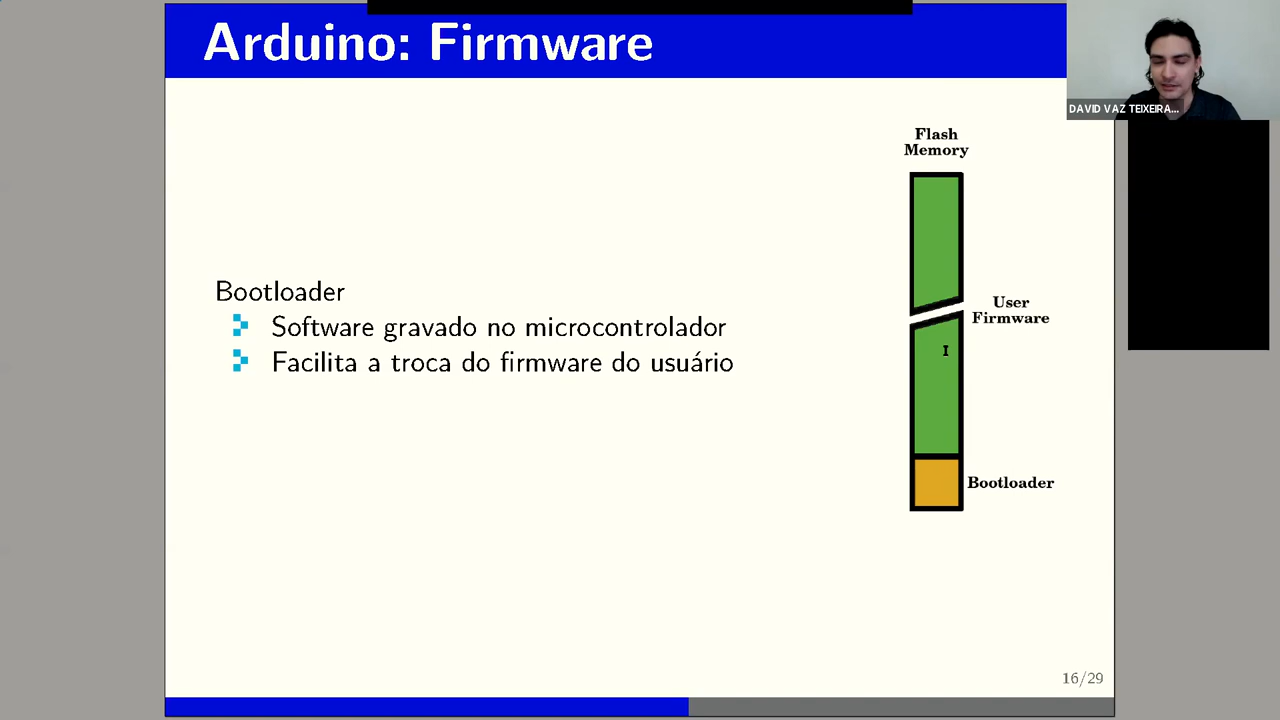 Arduino: Firmware
DAVID VAZ TEIXEIRA...
Flash
Memory
Bootloader
Software gravado no microcontrolador
Facilita a troca do firmware do usuário
User
Firmware
Bootloader
16/29